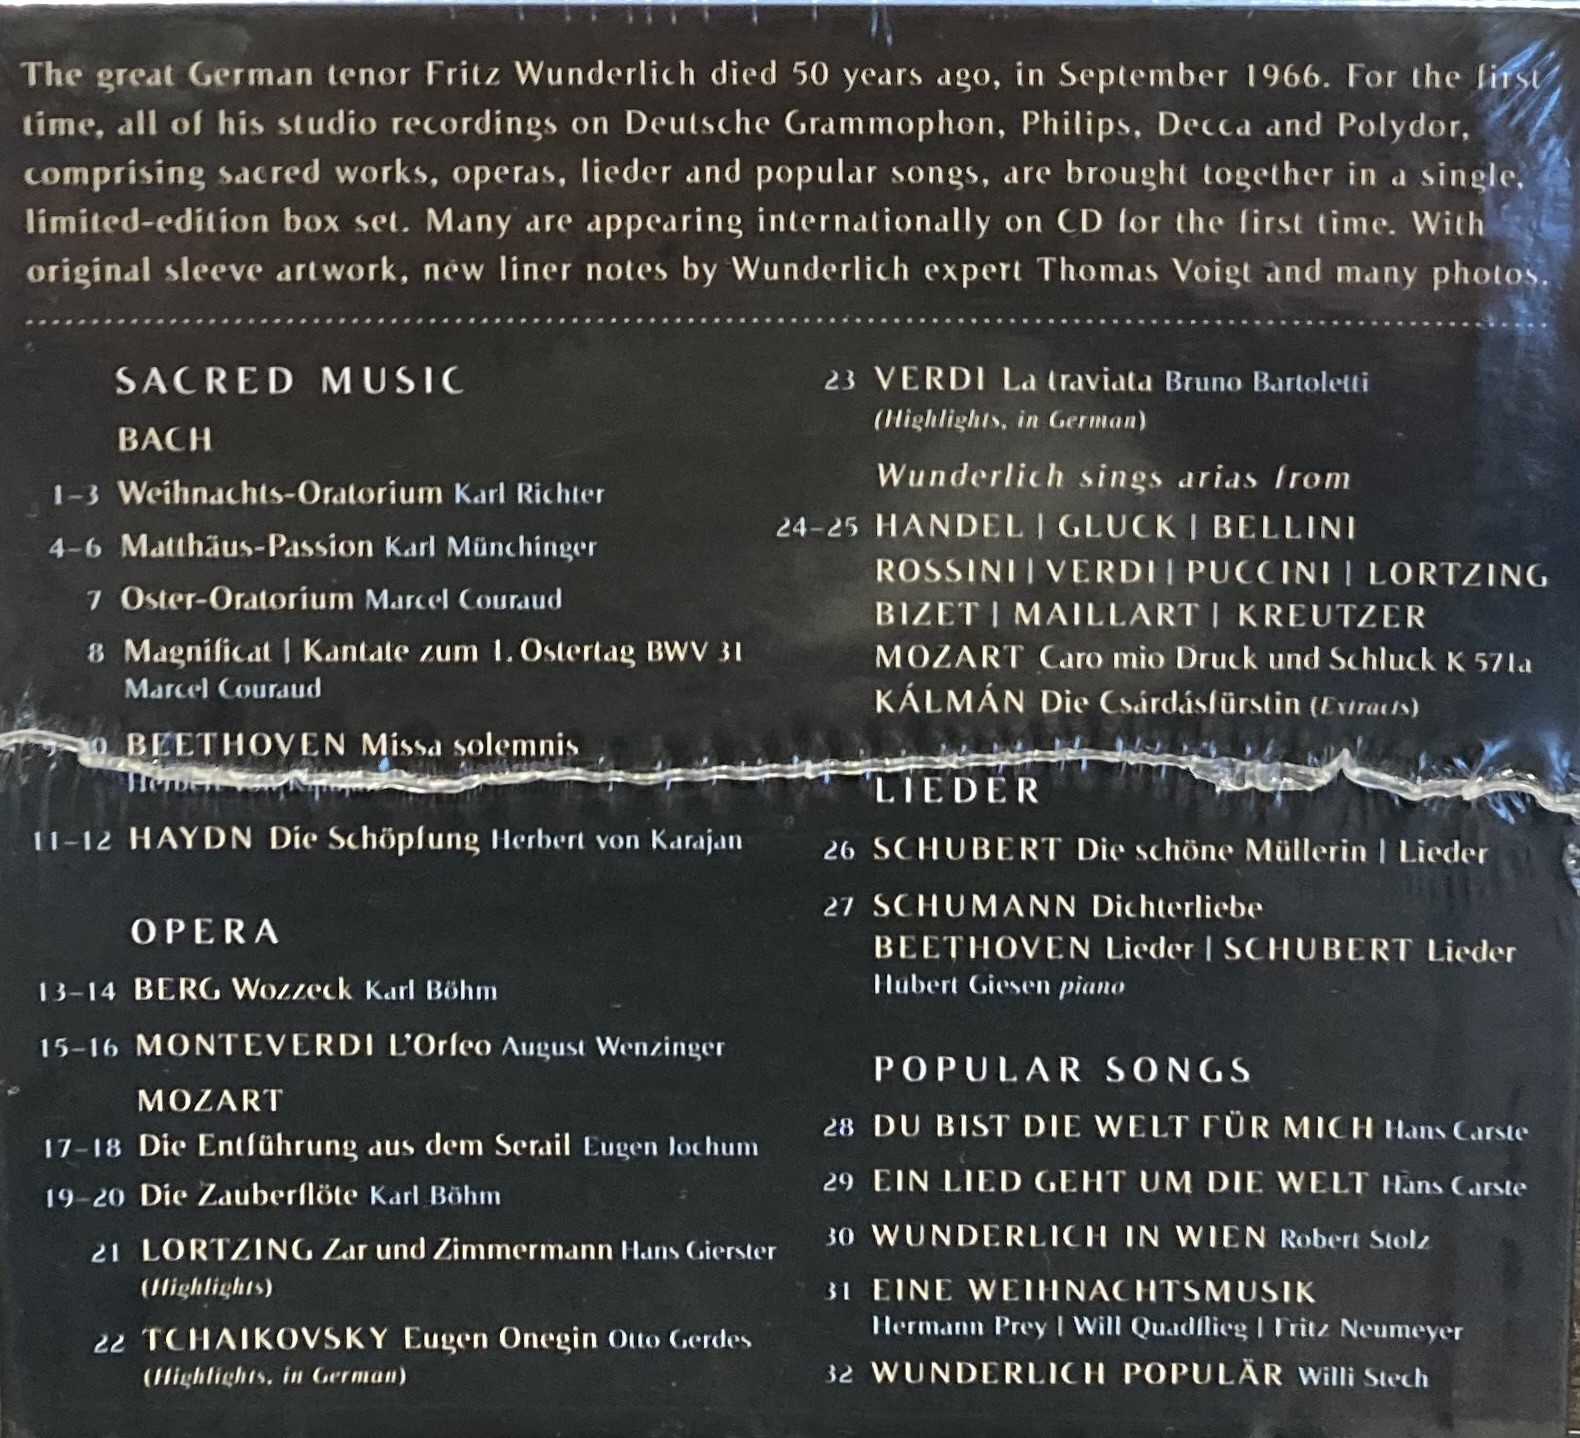 The great German tenor Fritz Wunderlich died 50 years ago, in September 1966. For the first
time, all of his studio recordings on Deutsche Grammophon, Philips, Decca and Polydor,
comprising sacred works, operas, lieder and popular songs, are brought together in a single,
limited-edition box set. Many are appearing internationally on CD for the first time. With
original sleeve artwork, new liner notes by Wunderlich expert Thomas Voigt and many photos.
SACRED MUSIC
BACH
1–3 Weihnachts-Oratorium Karl Richter
4–6 Matthäus-Passion Karl Münchinger
7 Oster-Oratorium Marcel Couraud
8 Magnificat | Kantate zum 1. Ostertag BWV 31
Marcel Couraud
BEETHOVEN Missa solemnis
Herbert von
11–12 HAYDN Die Schöpfung Herbert von Karajan
OPERA
13–14 BERG Wozzeck Karl Böhm
15–16 MONTEVERDI L'Orfeo August Wenzinger
MOZART
17–18 Die Entführung aus dem Serail Eugen Jochum
19–20 Die Zauberflöte Karl Böhm
21 LORTZING Zar und Zimmermann Hans Gierster
(Highlights)
22 TCHAIKOVSKY Eugen Onegin Otto Gerdes
(Highlights, in German)
23 VERDI La traviata Bruno Bartoletti
(Highlights, in German)
Wunderlich sings arias from
24–25 HANDEL | GLUCK | BELLINI
ROSSINI | VERDI | PUCCINI | LORTZING
BIZET | MAILLART | KREUTZER
MOZART Caro mio Druck und Schluck K 571a
KÁLMÁN Die Csárdásfürstin (Extracts)
LIEDER
26 SCHUBERT Die schöne Müllerin | Lieder
27 SCHUMANN Dichterliebe
BEETHOVEN Lieder | SCHUBERT Lieder
Hubert Giesen piano
POPULAR SONGS
28 DU BIST DIE WELT FÜR MICH Hans Carste
29 EIN LIED GEHT UM DIE WELT Hans Carste
30 WUNDERLICH IN WIEN Robert Stolz
31 EINE WEIHNACHTSMUSIK
Hermann Prey | Will Quadflieg | Fritz Neumeyer
32 WUNDERLICH POPULÄR Willi Stech